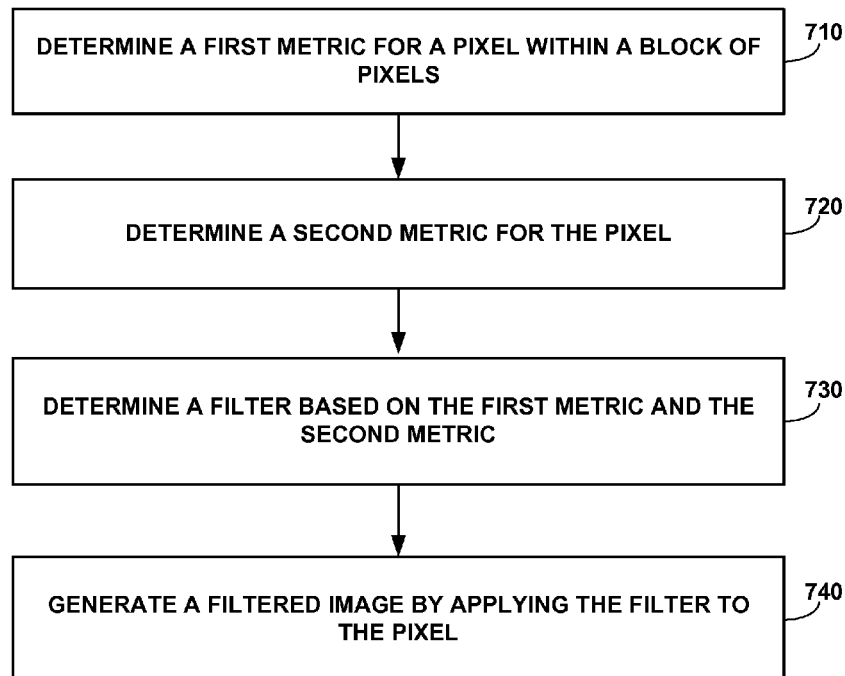 710
DETERMINE A FIRST METRIC FOR A PIXEL WITHIN A BLOCK OF
PIXELS
720
DETERMINE A SECOND METRIC FOR THE PIXEL
730
DETERMINE A FILTER BASED ON THE FIRST METRIC AND THE
SECOND METRIC
740
GENERATE A FILTERED IMAGE BY APPLYING THE FILTER TO
THE PIXEL